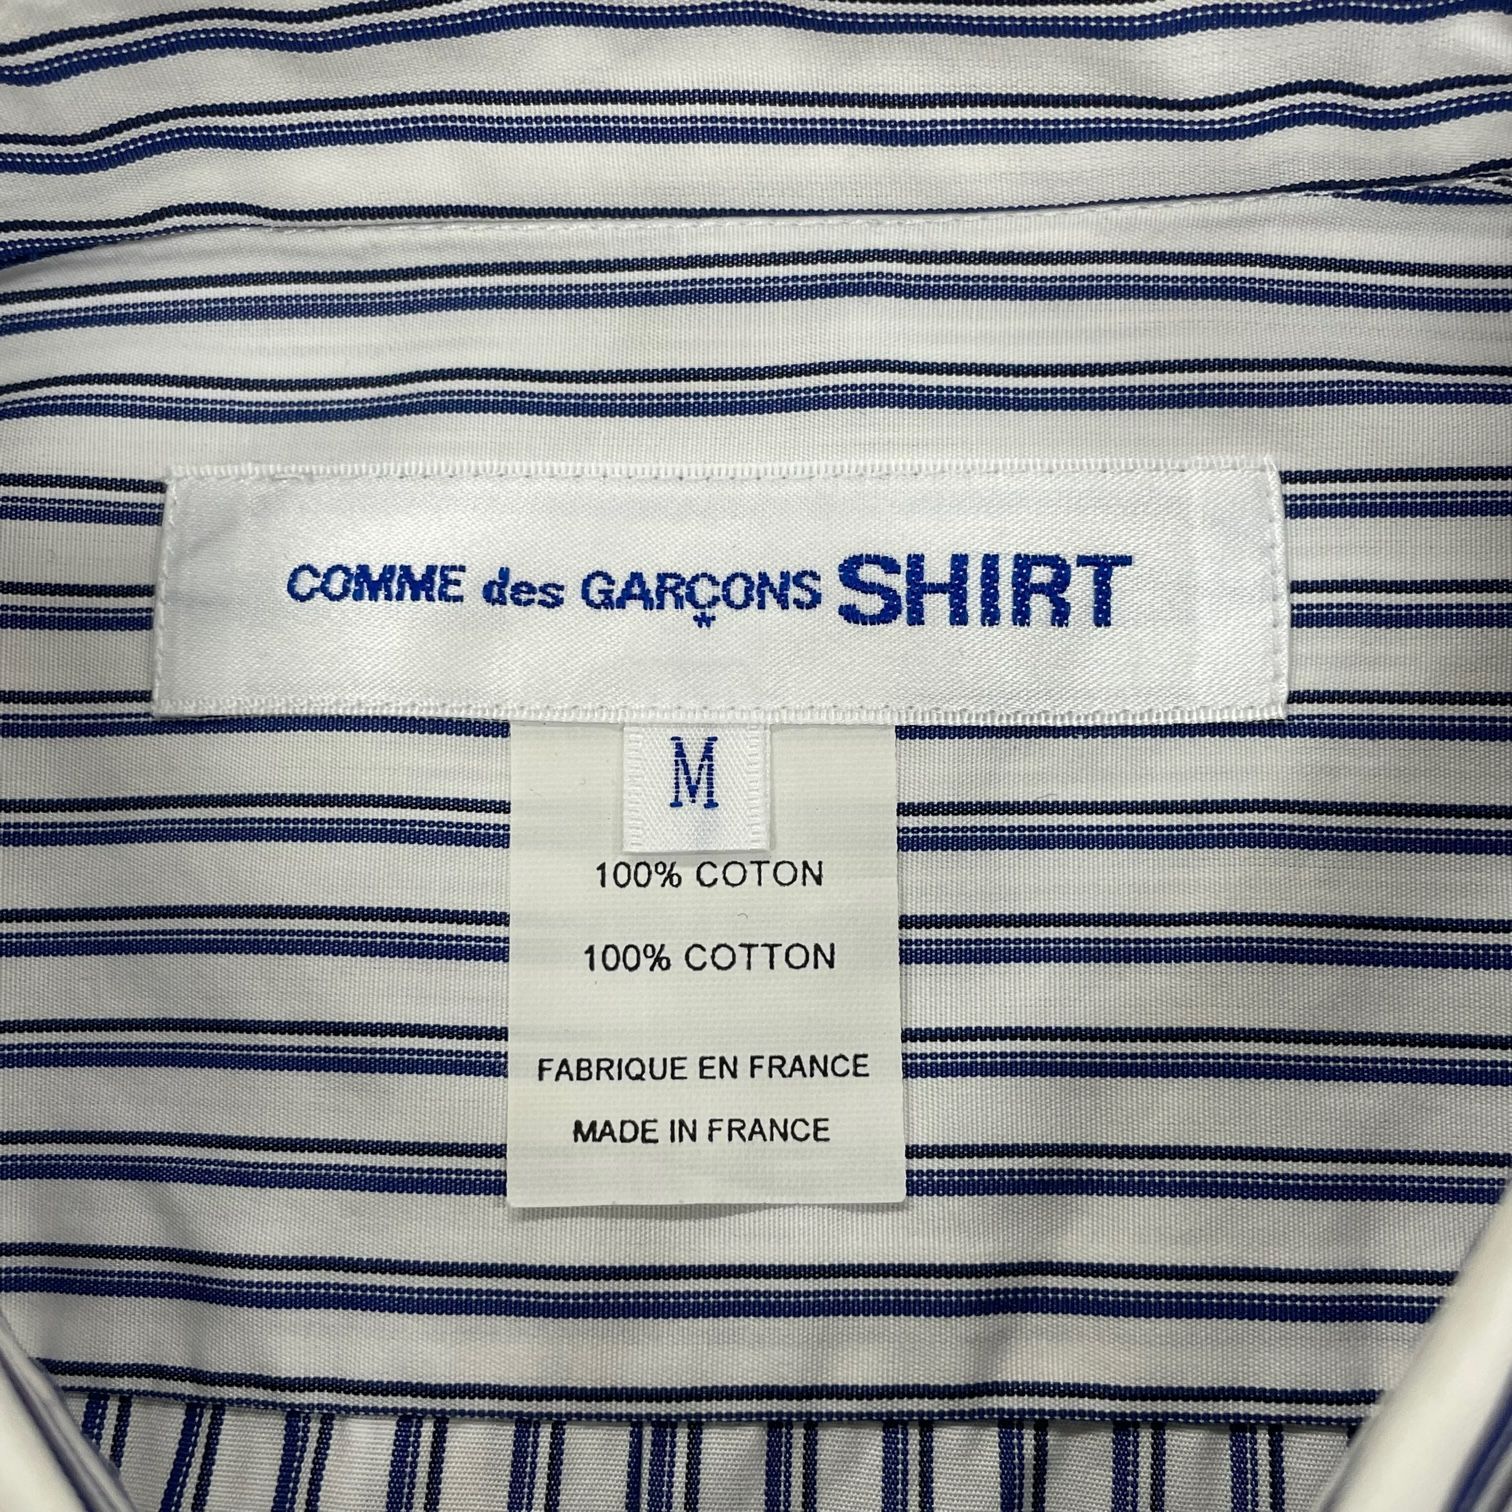 COMME des GARÇONS SHIRT
M
100% COTON
100% COTTON
FABRIQUE EN FRANCE
MADE IN FRANCE